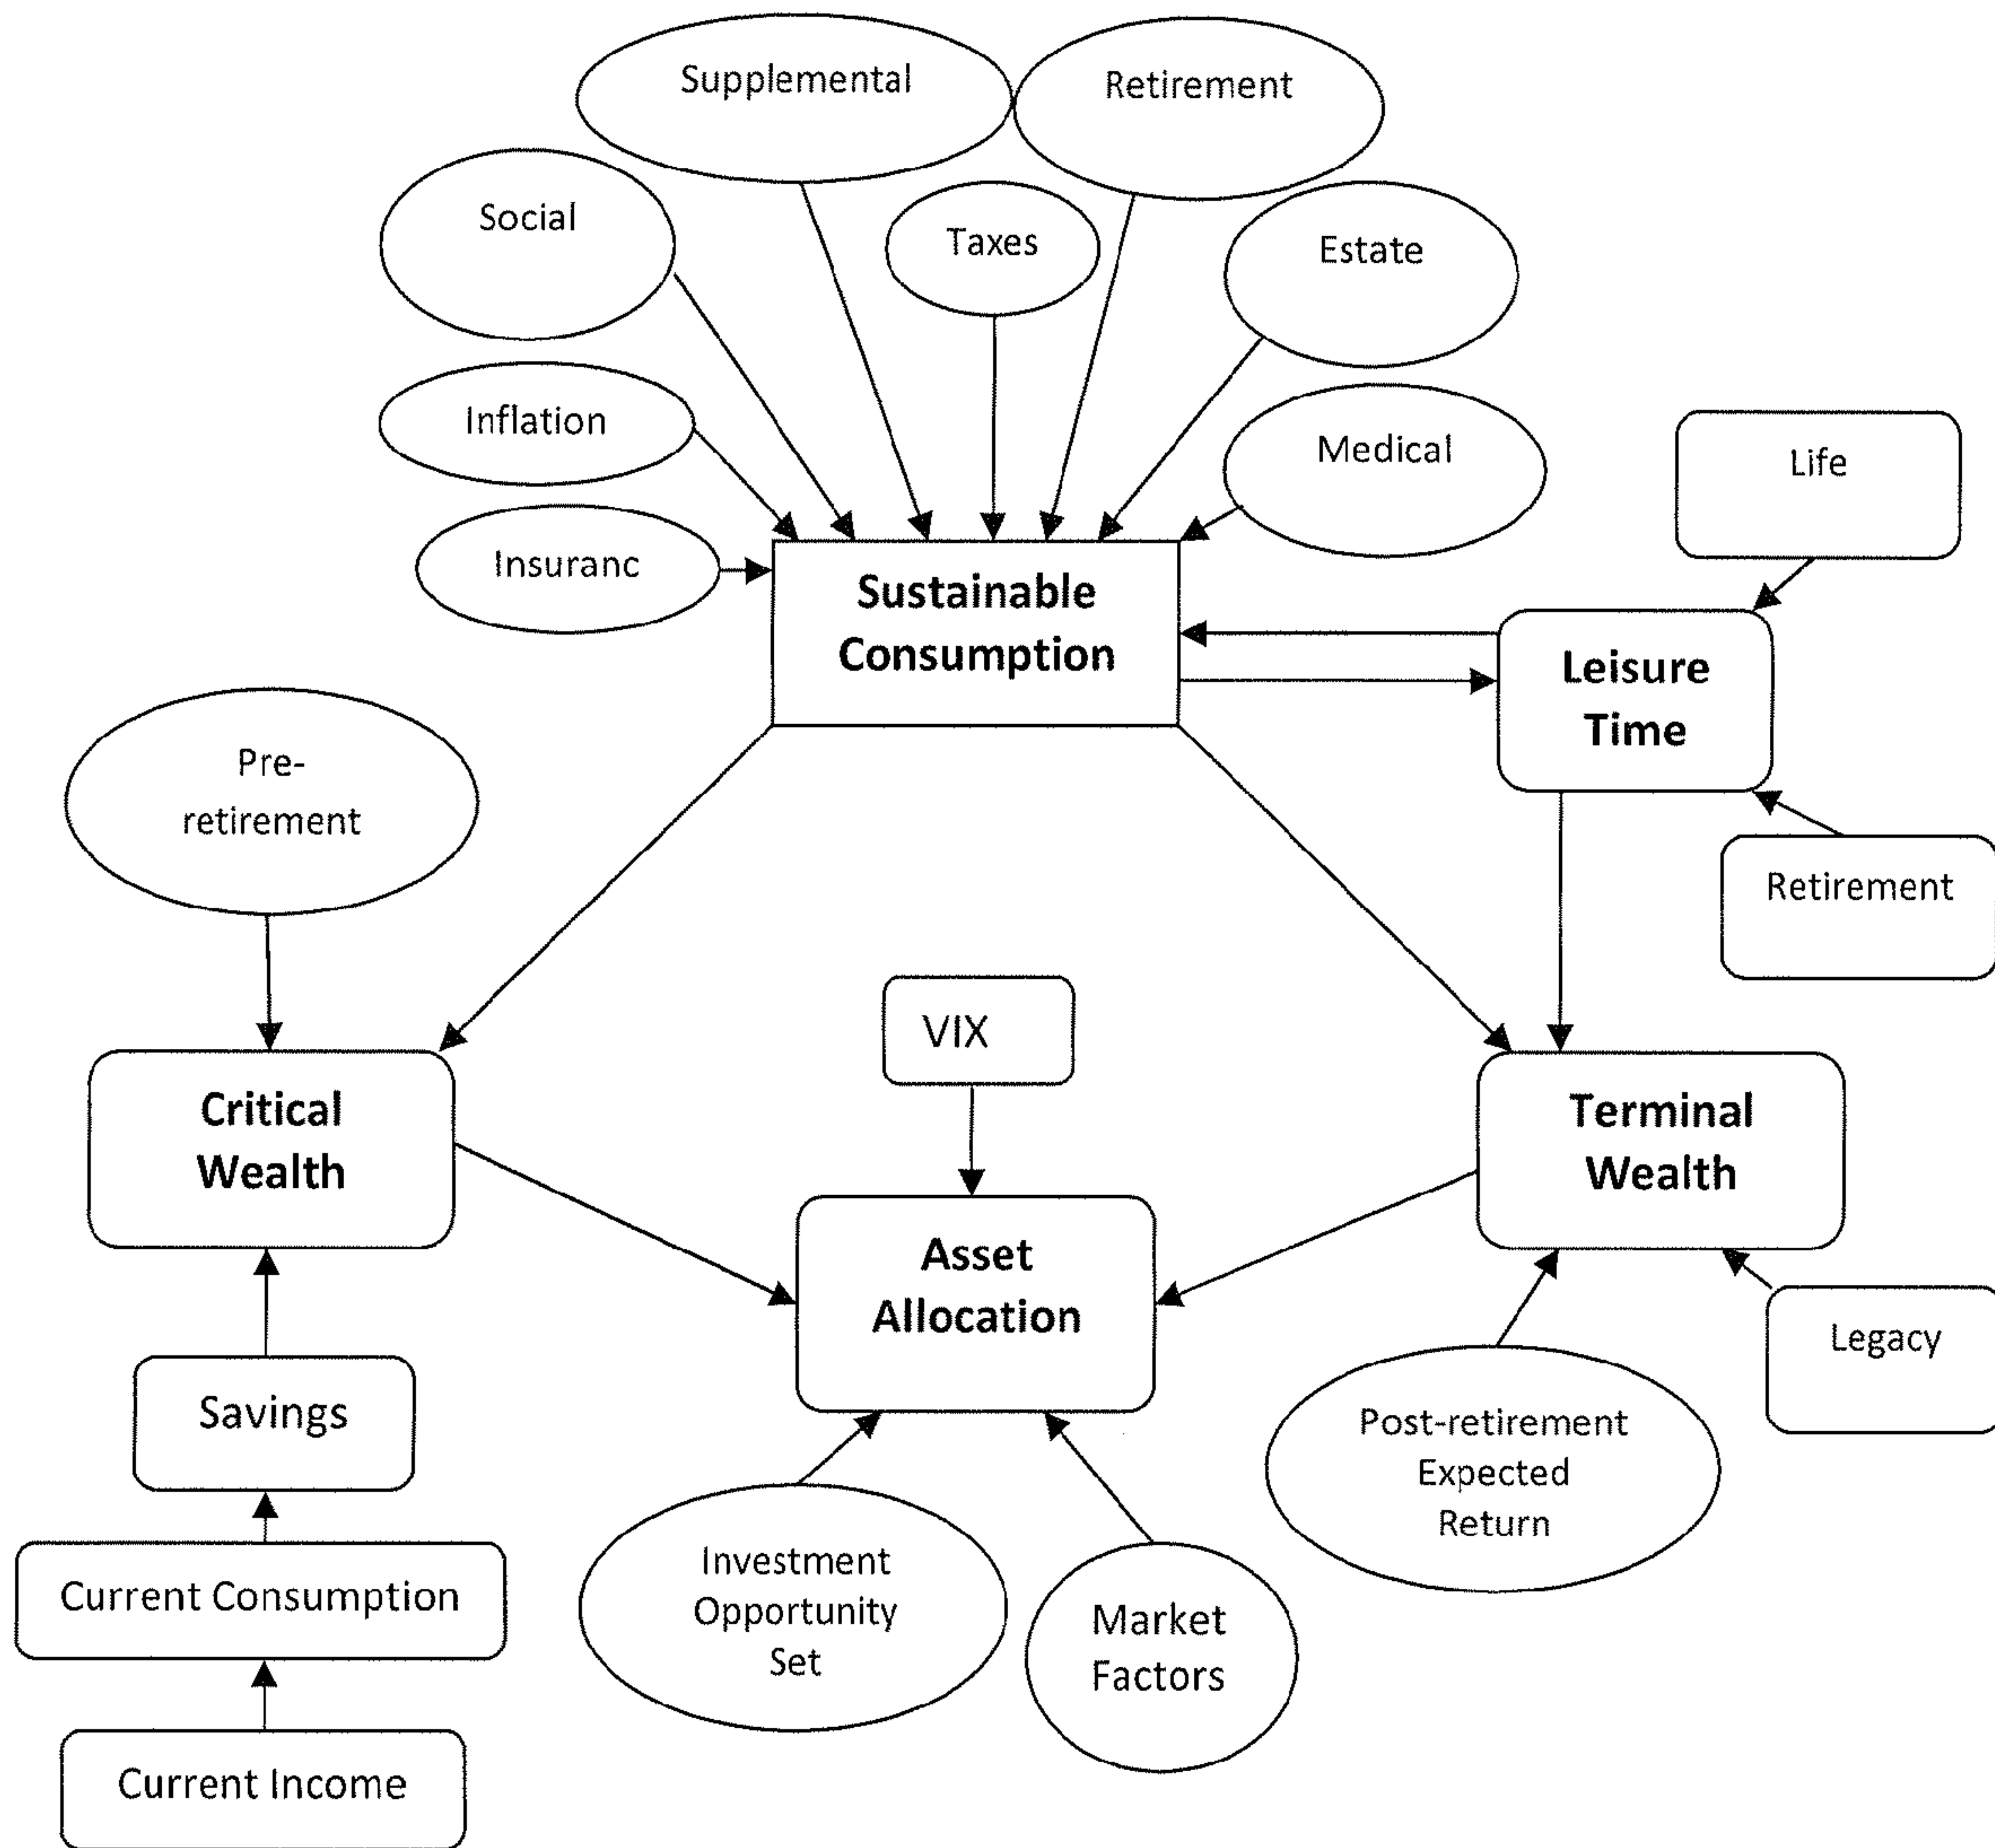 Supplemental
Retirement
Social
Taxes
Estate
Inflation
Medical
Life
Insuranc
Sustainable
Consumption
Leisure
Time
Pre-
retirement
Retirement
VIX
Critical
Wealth
Terminal
Wealth
Asset
Allocation
Legacy
Savings
Post-retirement
Expected
Return
Investment
Opportunity
Set
Market
Factors
Current Consumption
Current Income